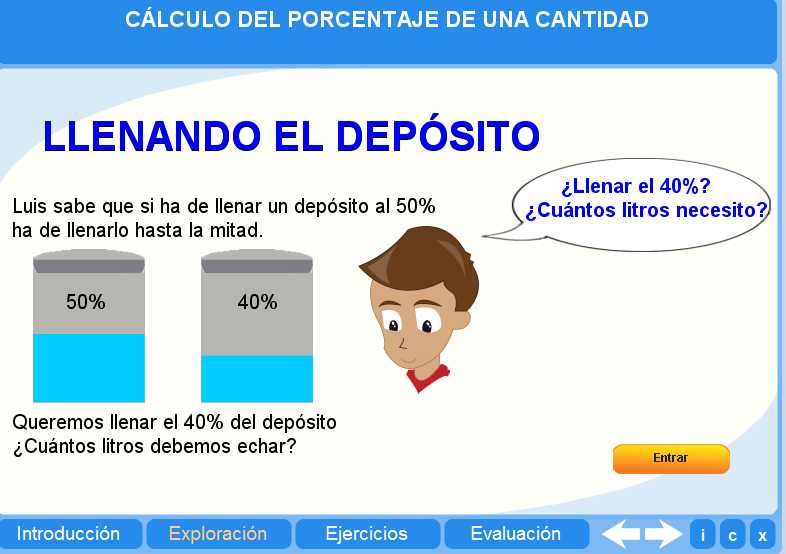 CÁLCULO DEL PORCENTAJE DE UNA CANTIDAD
LLENANDO EL DEPÓSITO
¿Llenar el 40%?
¿Cuántos litros necesito?
Luis sabe que si ha de llenar un depósito al 50%
ha de llenarlo hasta la mitad.
50%
40%
Queremos llenar el 40% del depósito
¿Cuántos litros debemos echar?
Entrar
Introducción
Exploración
Ejercicios
Evaluación
i
c
x